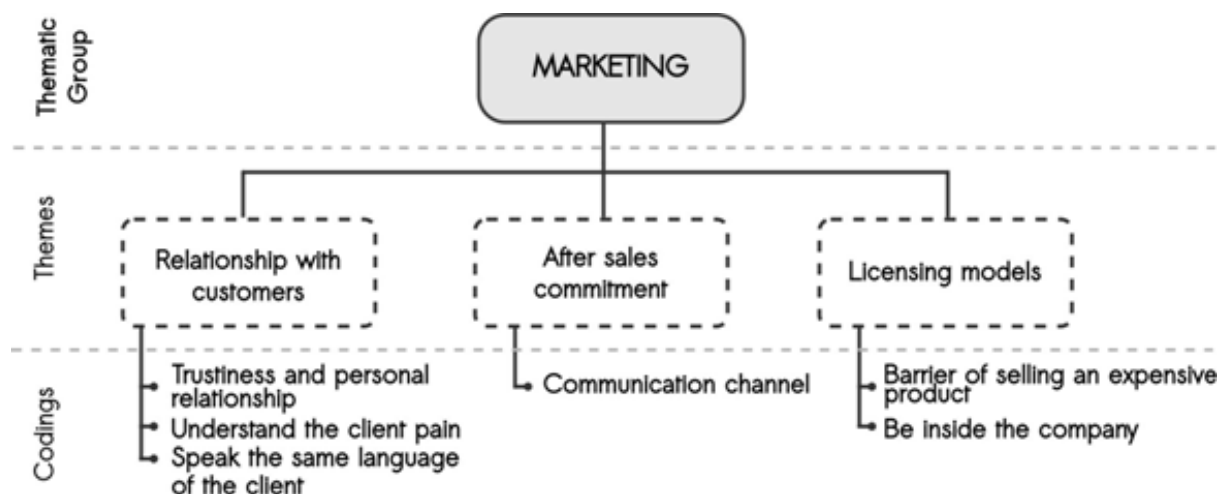 Thematic
Group
MARKETING
Themes
Relationship with
customers
After sales
commitment
Licensing models
Codings
Trustiness and personal
relationship
Understand the client pain
Speak the same language
of the client
Communication channel
Barrier of selling an expensive
product
Be inside the company